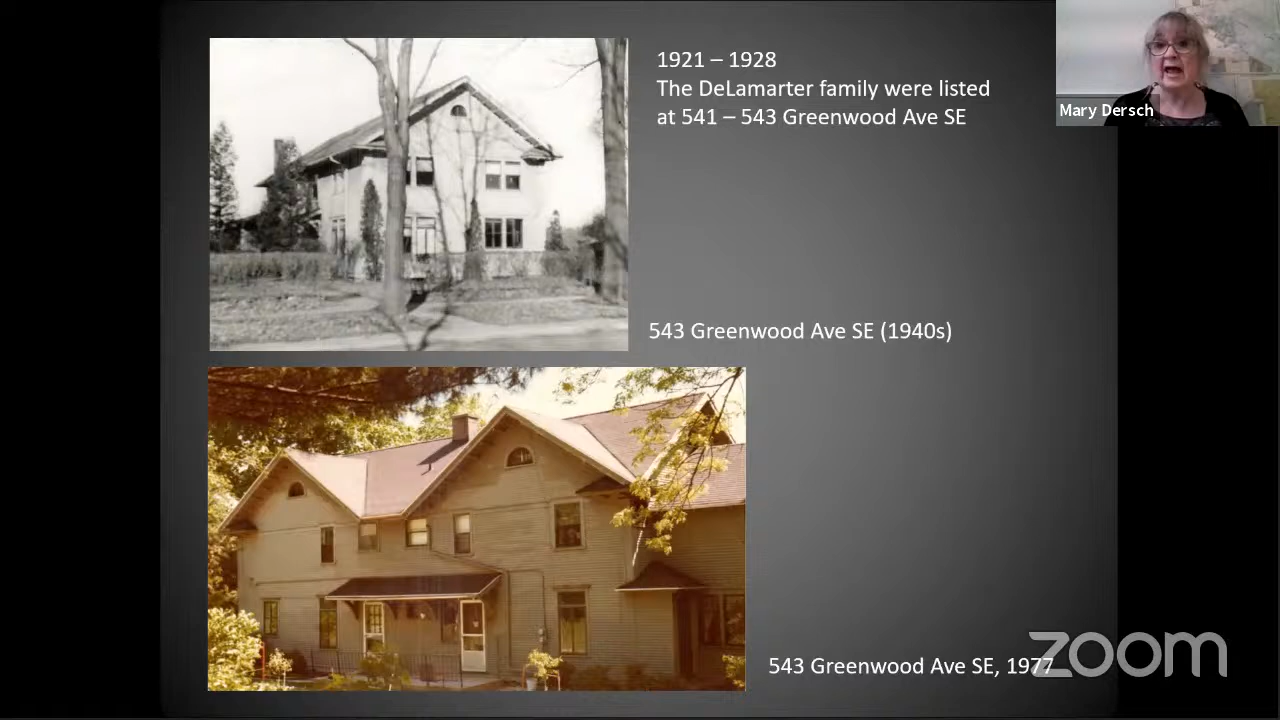 1921 – 1928
The DeLamarter family were listed
at 541 – 543 Greenwood Ave SE
Mary Dersch
543 Greenwood Ave SE (1940s)
543 Greenwood Ave SE, 1977
zoom